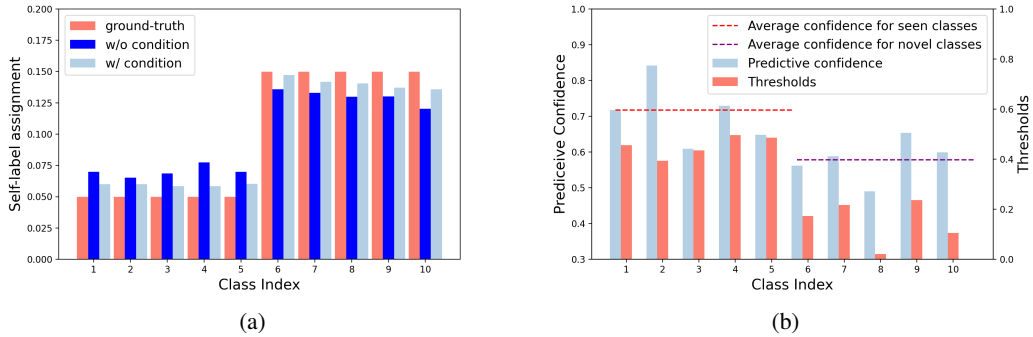 0.200
0.175
0.150
0.125
0.100
0.075
0.050
0.025
0.000
Self-label assignment
ground-truth
w/o condition
w/ condition
1 2 3 4 5 6 7 8 9 10
Class Index
(a)
1.0
0.9
0.8
0.7
0.6
0.5
0.4
0.3
Prediceive Confidence
Average confidence for seen classes
Average confidence for novel classes
Predictive confidence
Thresholds
1.0
0.8
0.6
0.4
0.2
0.0
Thresholds
1 2 3 4 5 6 7 8 9 10
Class Index
(b)